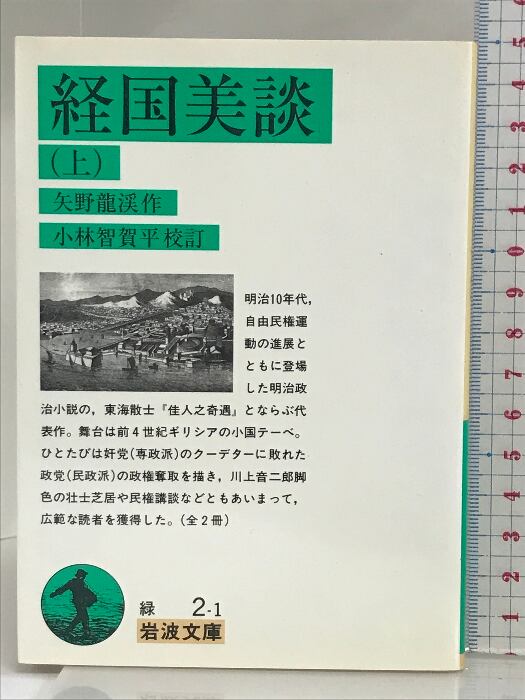 経国美談
(上)
矢野龍渓作
小林智賀平校訂
明治10年代,
自由民権運
動の進展と
ともに登場
した明治政
治小説の，東海散士『佳人之奇遇』とならぶ代
表作。舞台は前4世紀ギリシアの小国テーベ。
ひとたびは奸党(専政派)のクーデターに敗れた
政党(民政派)の政権奪取を描き，川上音二郎脚
色の壮士芝居や民権講談などともあいまって，
広範な読者を獲得した。(全2冊)
緑 2-1
岩波文庫